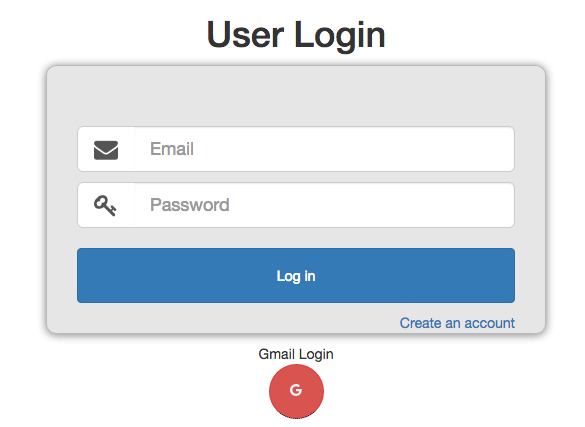 User Login
Email
Password
Log in
Create an account
Gmail Login
G